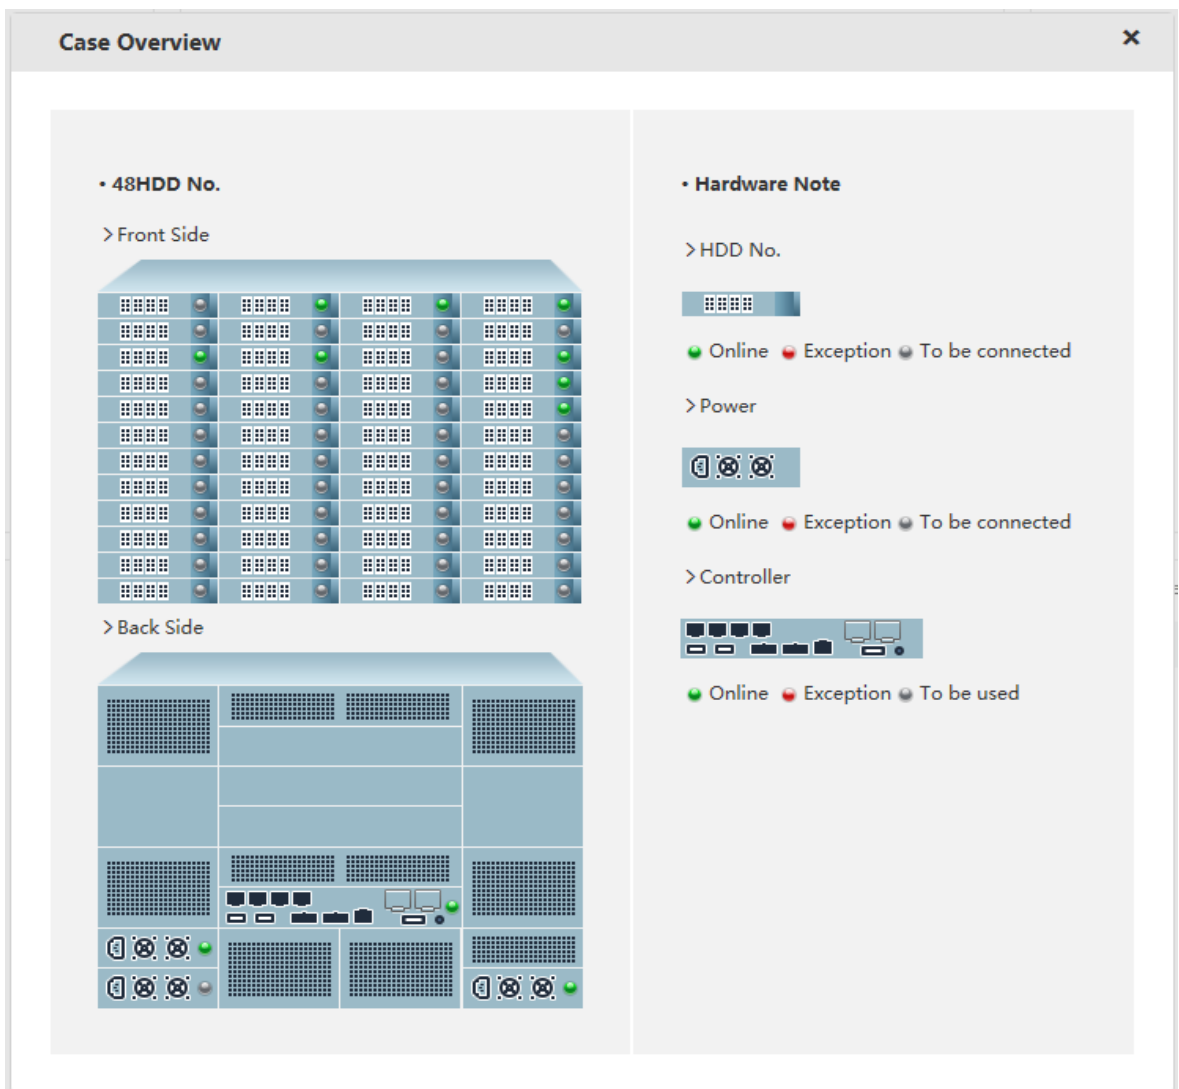 Case Overview
• 48HDD No.
>Front Side
>Back Side
• Hardware Note
>HDD No.
Online Exception To be connected
>Power
Online Exception To be connected
>Controller
Online Exception To be used